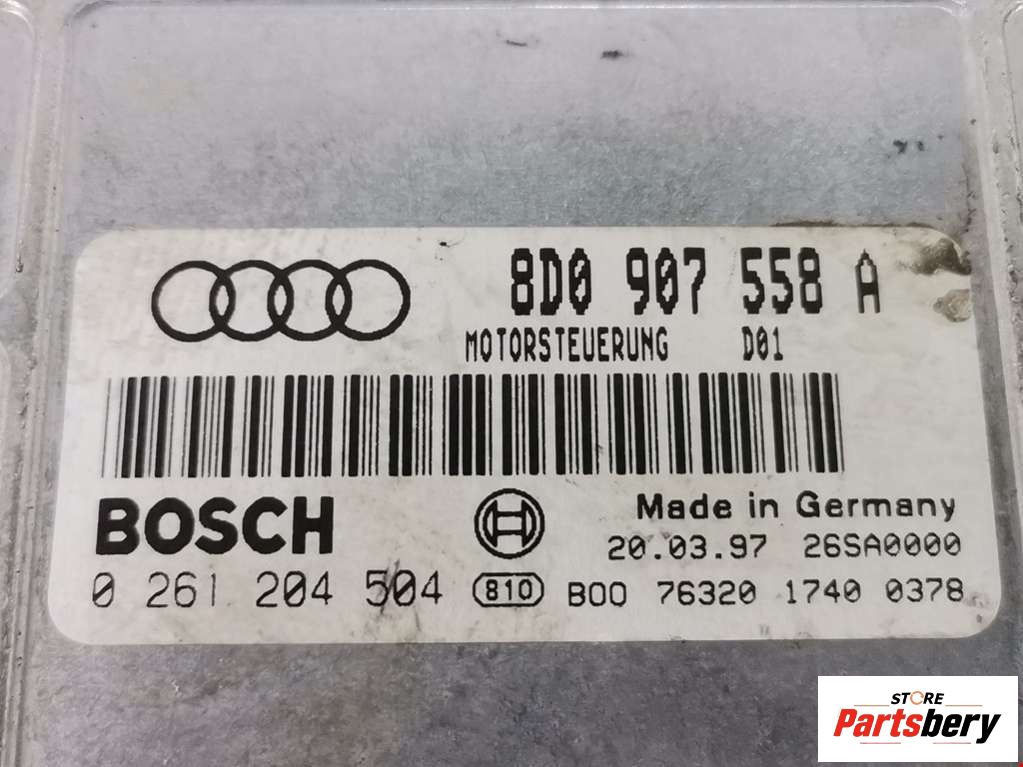 8D0 907 558 A
MOTORSTEUERUNG D01
BOSCH
Made in Germany
20.03.97 26SA0000
0 261 204 504 810 B00 76320 1740 0378
STORE
Partsbery